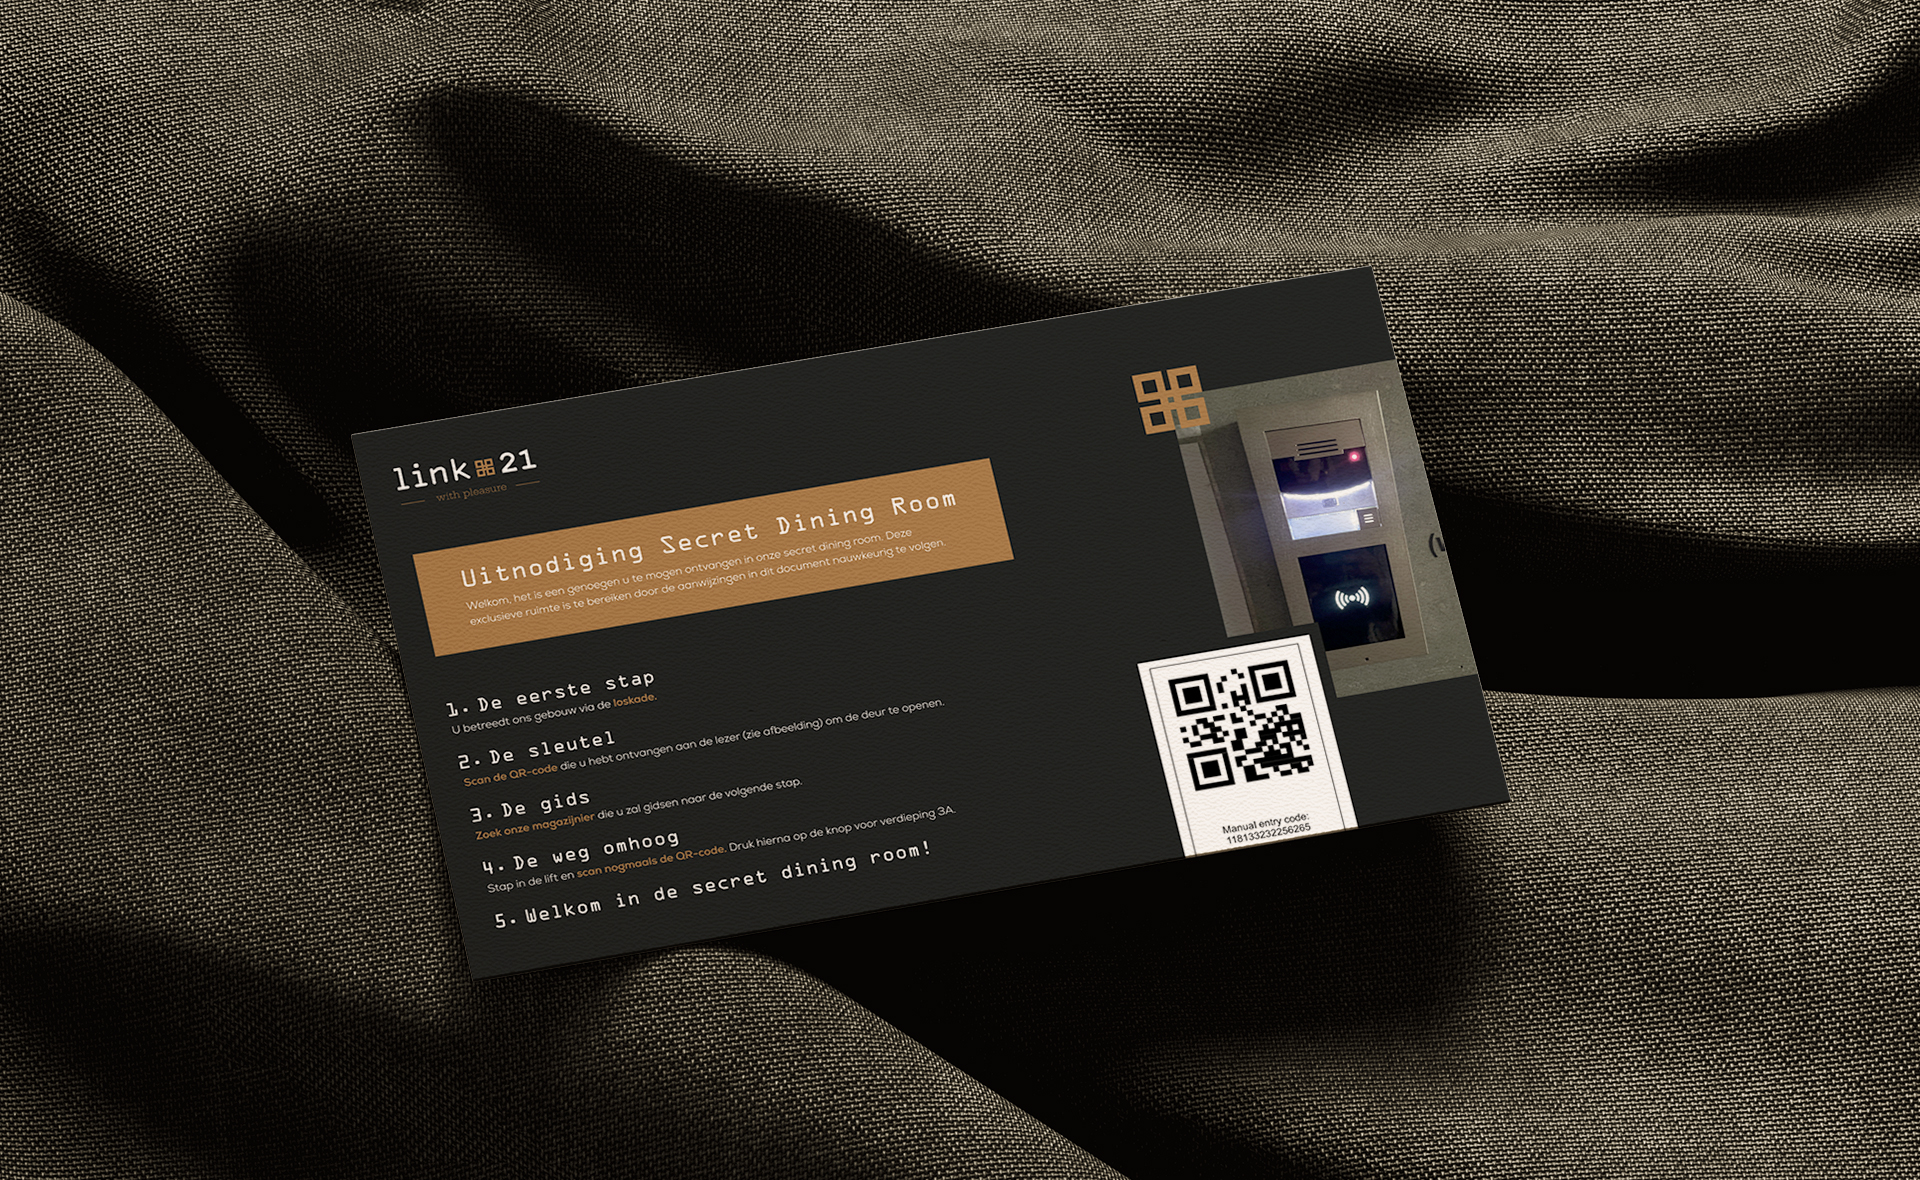 link 21
with pleasure
Uitnodiging Secret Dining Room
Welkom, het is een genoegen u te mogen ontvangen in onze secret dining room. Deze
exclusieve ruimte is te bereiken door de aanwijzingen in dit document nauwkeurig te volgen.
1. De eerste stap
U betreedt ons gebouw via de loskade.
2. De sleutel
Scan de QR-code die u hebt ontvangen aan de lezer (zie afbeelding) om de deur te openen.
3. De gids
Zoek onze magazijnier die u zal gidsen naar de volgende stap.
4. De weg omhoog
Stap in de lift en scan nogmaals de QR-code. Druk hierna op de knop voor verdieping 3A.
5. Welkom in de secret dining room!
Manual entry code:
118133232256265